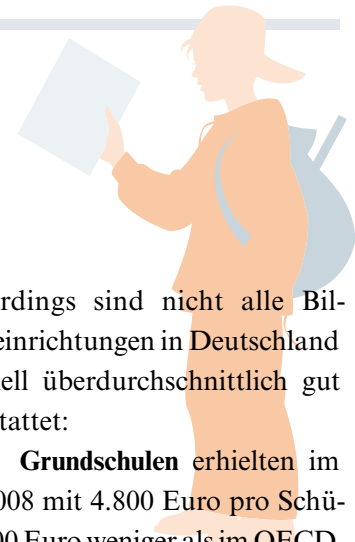 rdings sind nicht alle Bil-
einrichtungen in Deutschland
ell überdurchschnittlich gut
tattet:
Grundschulen erhielten im
008 mit 4.800 Euro pro Schü-
00 Euro weniger als im OECD